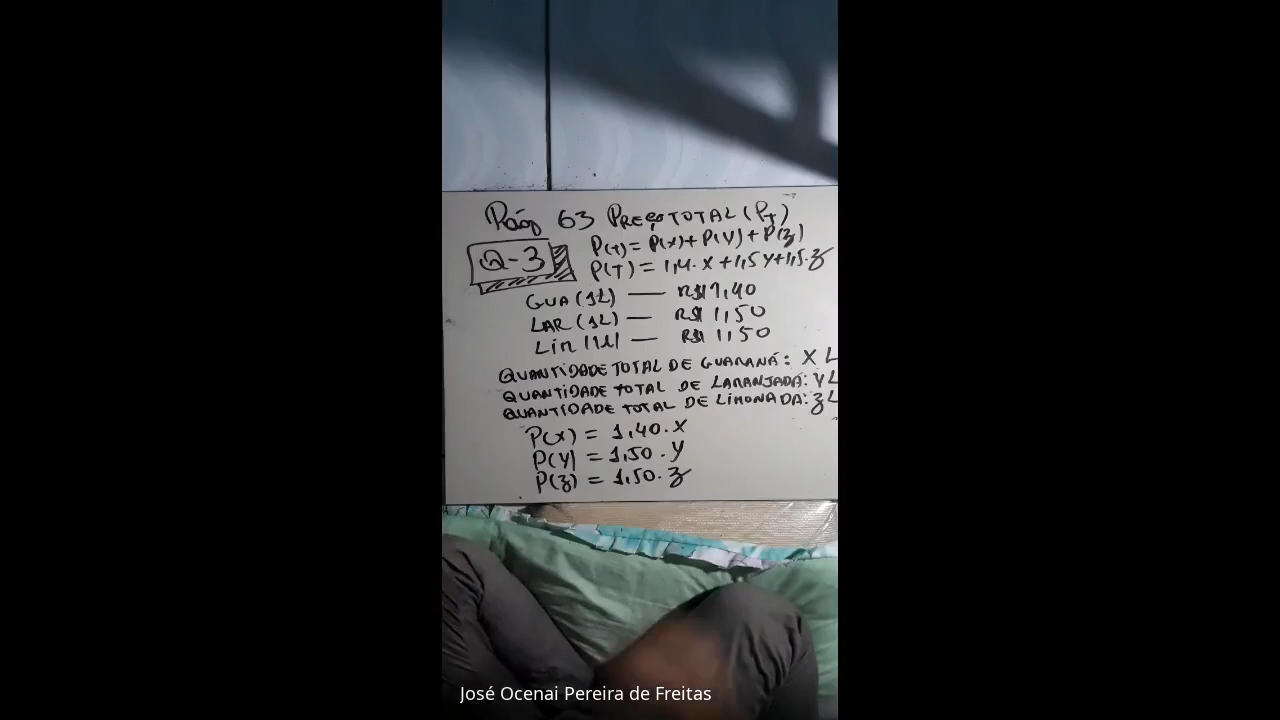 Pág 63 PREÇO TOTAL (PT)
Q-3
P(T) = P(X) + P(Y) + P(Z)
P(T) = 1,4.X + 1,5Y + 1,5.Z
GUA (1L) — R$ 1,40
LAR (1L) — R$ 1,50
LIM (1L) — R$ 1,50
QUANTIDADE TOTAL DE GUARANÁ: X L
QUANTIDADE TOTAL DE LARANJADA: Y L
QUANTIDADE TOTAL DE LIMONADA: Z L
P(X) = 1,40.X
P(Y) = 1,50.Y
P(Z) = 1,50.Z
José Ocenai Pereira de Freitas